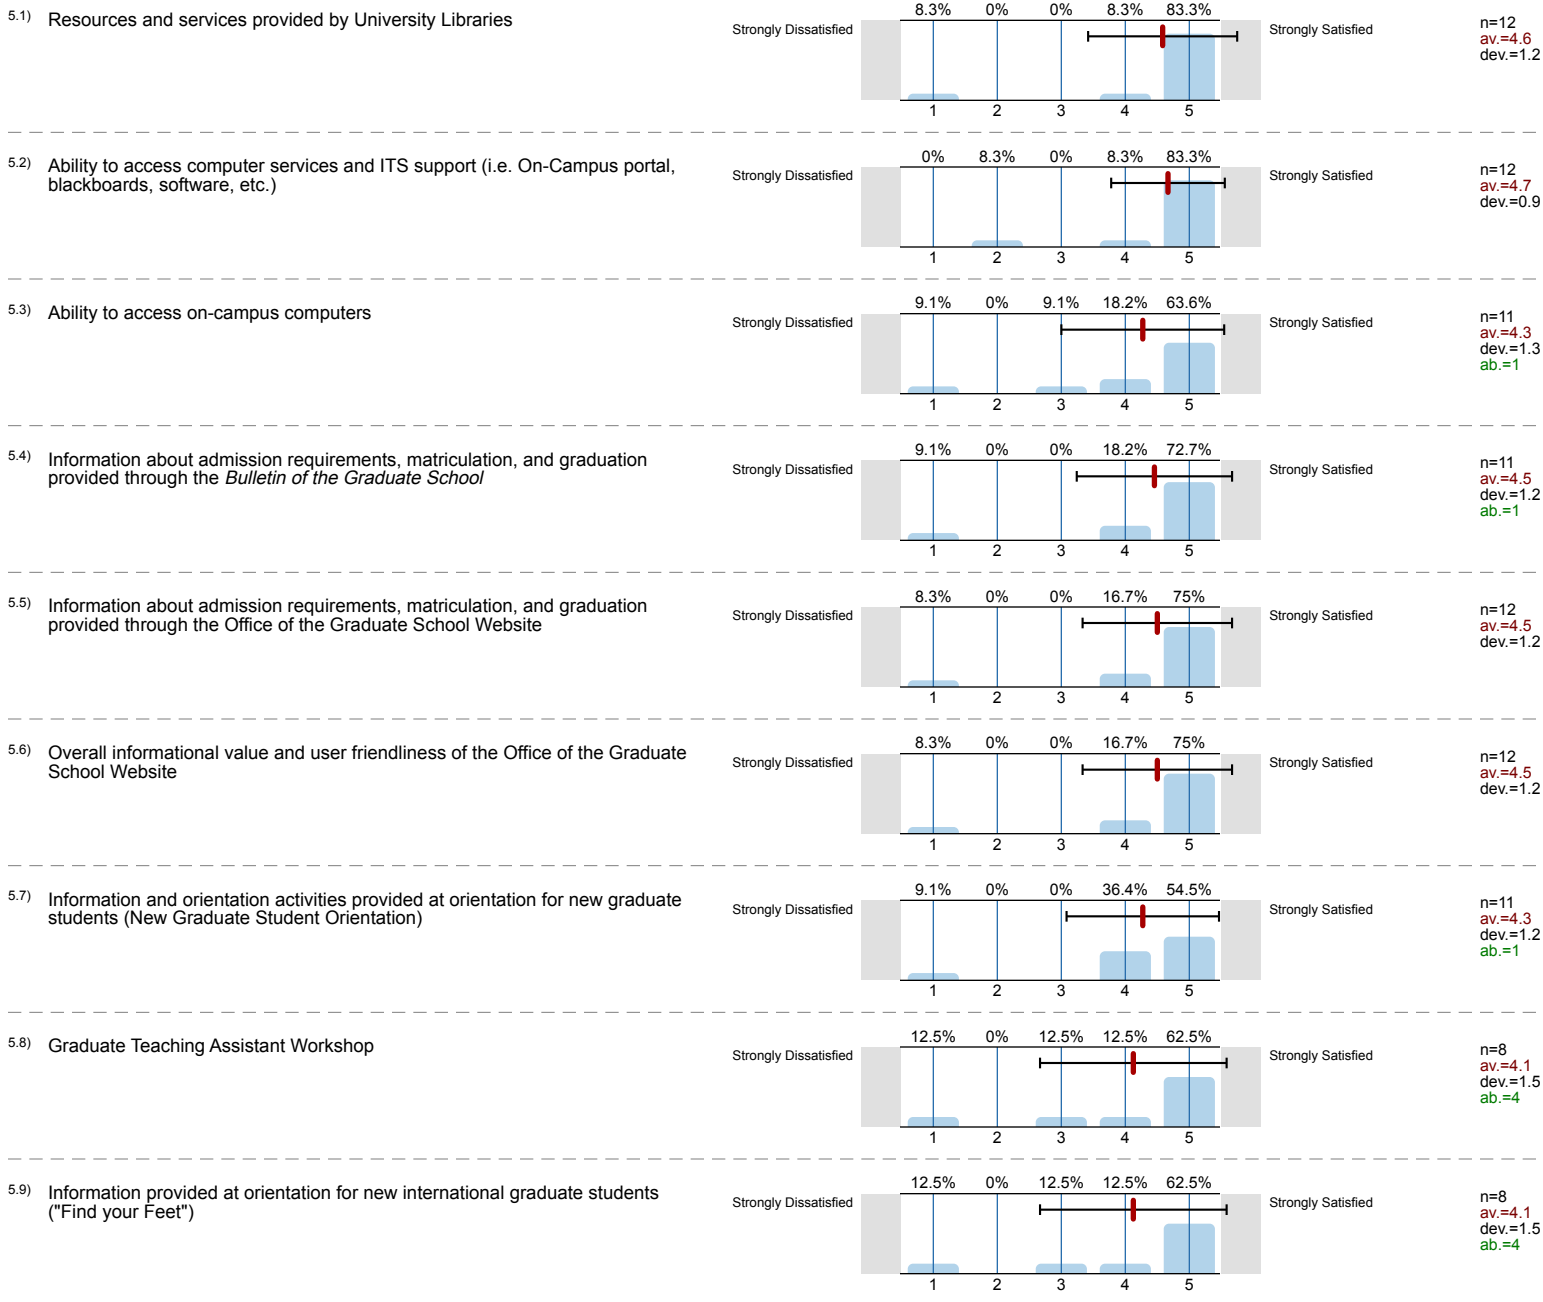 5.1) Resources and services provided by University Libraries
8.3% 0% 0% 8.3% 83.3%
Strongly Dissatisfied
Strongly Satisfied
n=12
av.=4.6
dev.=1.2
1 2 3 4 5
5.2) Ability to access computer services and ITS support (i.e. On-Campus portal,
blackboards, software, etc.)
0% 8.3% 0% 8.3% 83.3%
Strongly Dissatisfied
Strongly Satisfied
n=12
av.=4.7
dev.=0.9
1 2 3 4 5
5.3) Ability to access on-campus computers
9.1% 0% 9.1% 18.2% 63.6%
Strongly Dissatisfied
Strongly Satisfied
n=11
av.=4.3
dev.=1.3
ab.=1
1 2 3 4 5
5.4) Information about admission requirements, matriculation, and graduation
provided through the Bulletin of the Graduate School
9.1% 0% 0% 18.2% 72.7%
Strongly Dissatisfied
Strongly Satisfied
n=11
av.=4.5
dev.=1.2
ab.=1
1 2 3 4 5
5.5) Information about admission requirements, matriculation, and graduation
provided through the Office of the Graduate School Website
8.3% 0% 0% 16.7% 75%
Strongly Dissatisfied
Strongly Satisfied
n=12
av.=4.5
dev.=1.2
1 2 3 4 5
5.6) Overall informational value and user friendliness of the Office of the Graduate
School Website
8.3% 0% 0% 16.7% 75%
Strongly Dissatisfied
Strongly Satisfied
n=12
av.=4.5
dev.=1.2
1 2 3 4 5
5.7) Information and orientation activities provided at orientation for new graduate
students (New Graduate Student Orientation)
9.1% 0% 0% 36.4% 54.5%
Strongly Dissatisfied
Strongly Satisfied
n=11
av.=4.3
dev.=1.2
ab.=1
1 2 3 4 5
5.8) Graduate Teaching Assistant Workshop
12.5% 0% 12.5% 12.5% 62.5%
Strongly Dissatisfied
Strongly Satisfied
n=8
av.=4.1
dev.=1.5
ab.=4
1 2 3 4 5
5.9) Information provided at orientation for new international graduate students
("Find your Feet")
12.5% 0% 12.5% 12.5% 62.5%
Strongly Dissatisfied
Strongly Satisfied
n=8
av.=4.1
dev.=1.5
ab.=4
1 2 3 4 5